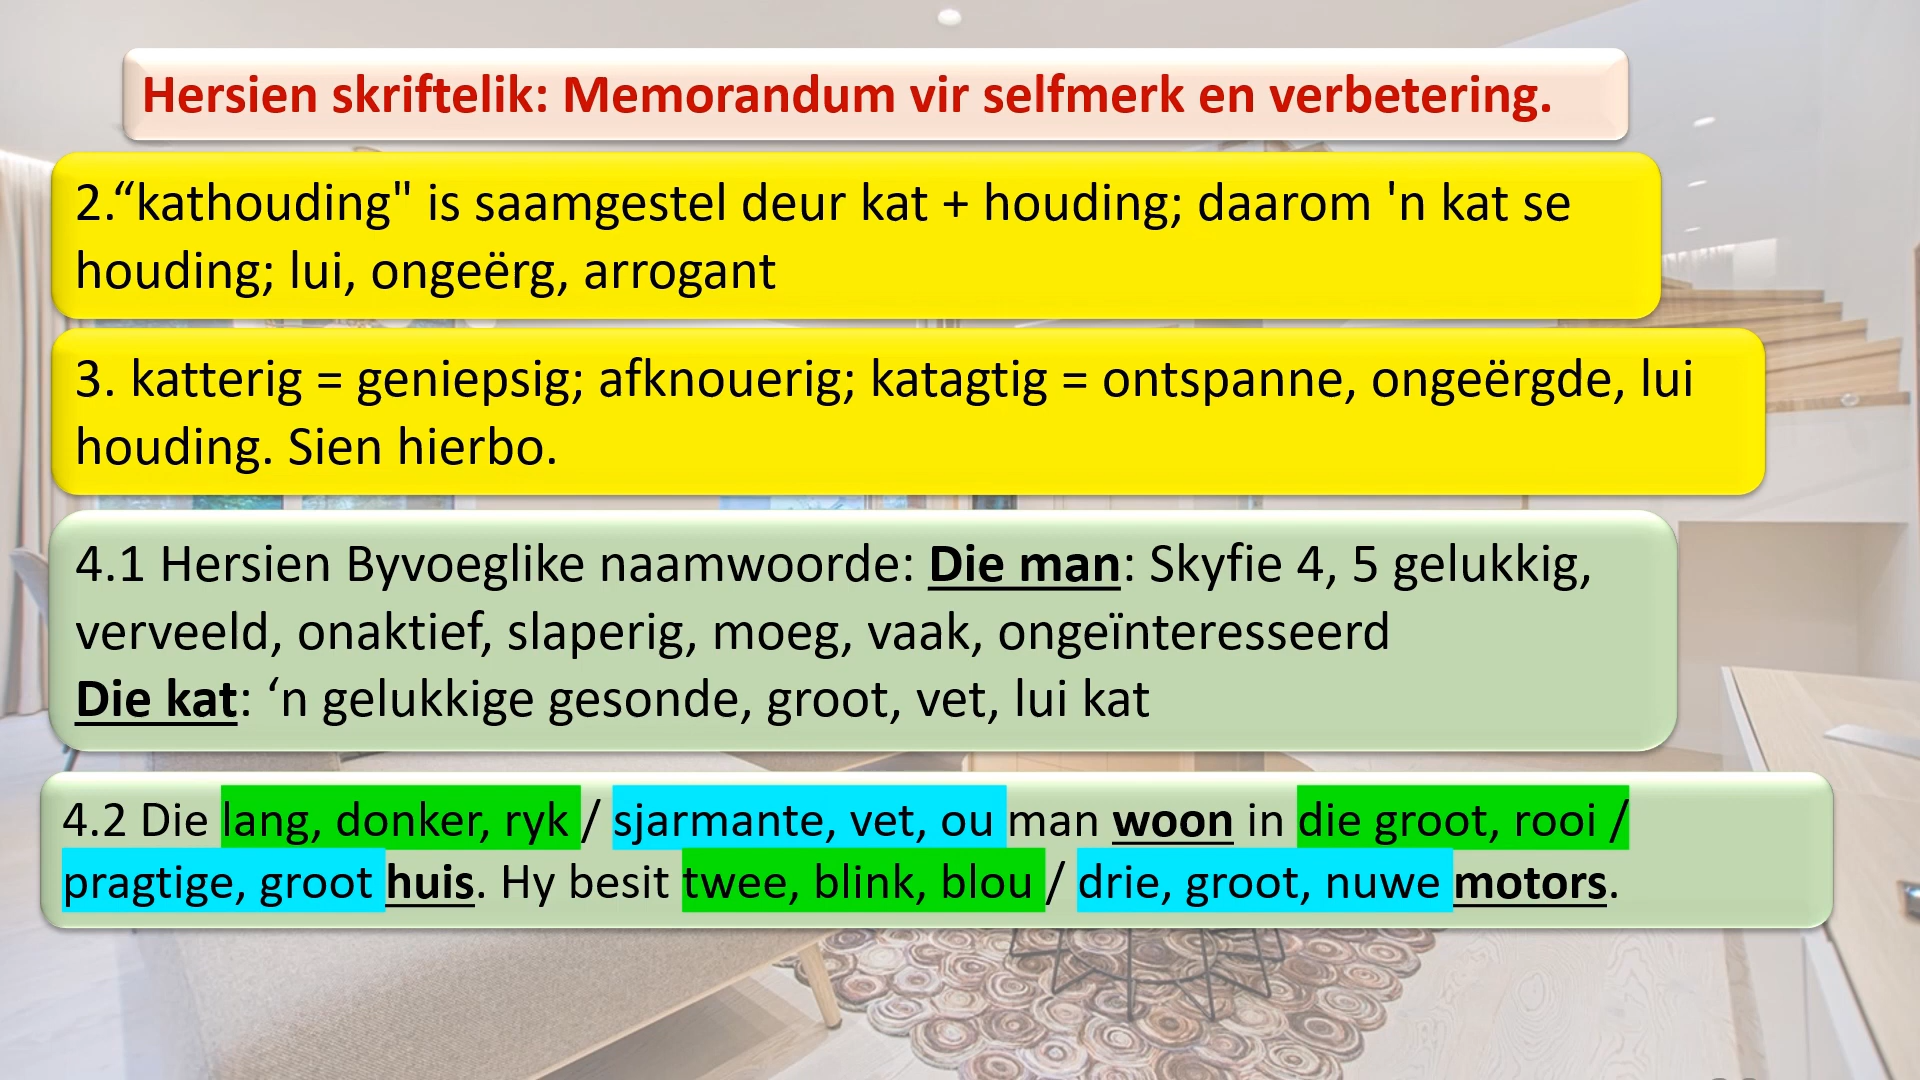 Hersien skriftelik: Memorandum vir selfmerk en verbetering.
2.“kathouding" is saamgestel deur kat + houding; daarom 'n kat se
houding; lui, ongeërg, arrogant
3. katterig = geniepsig; afknouerig; katagtig = ontspanne, ongeërgde, lui
houding. Sien hierbo.
4.1 Hersien Byvoeglike naamwoorde: Die man: Skyfie 4, 5 gelukkig,
verveeld, onaktief, slaperig, moeg, vaak, ongeïnteresseerd
Die kat: ‘n gelukkige gesonde, groot, vet, lui kat
4.2 Die lang, donker, ryk / sjarmante, vet, ou man woon in die groot, rooi /
pragtige, groot huis. Hy besit twee, blink, blou / drie, groot, nuwe motors.